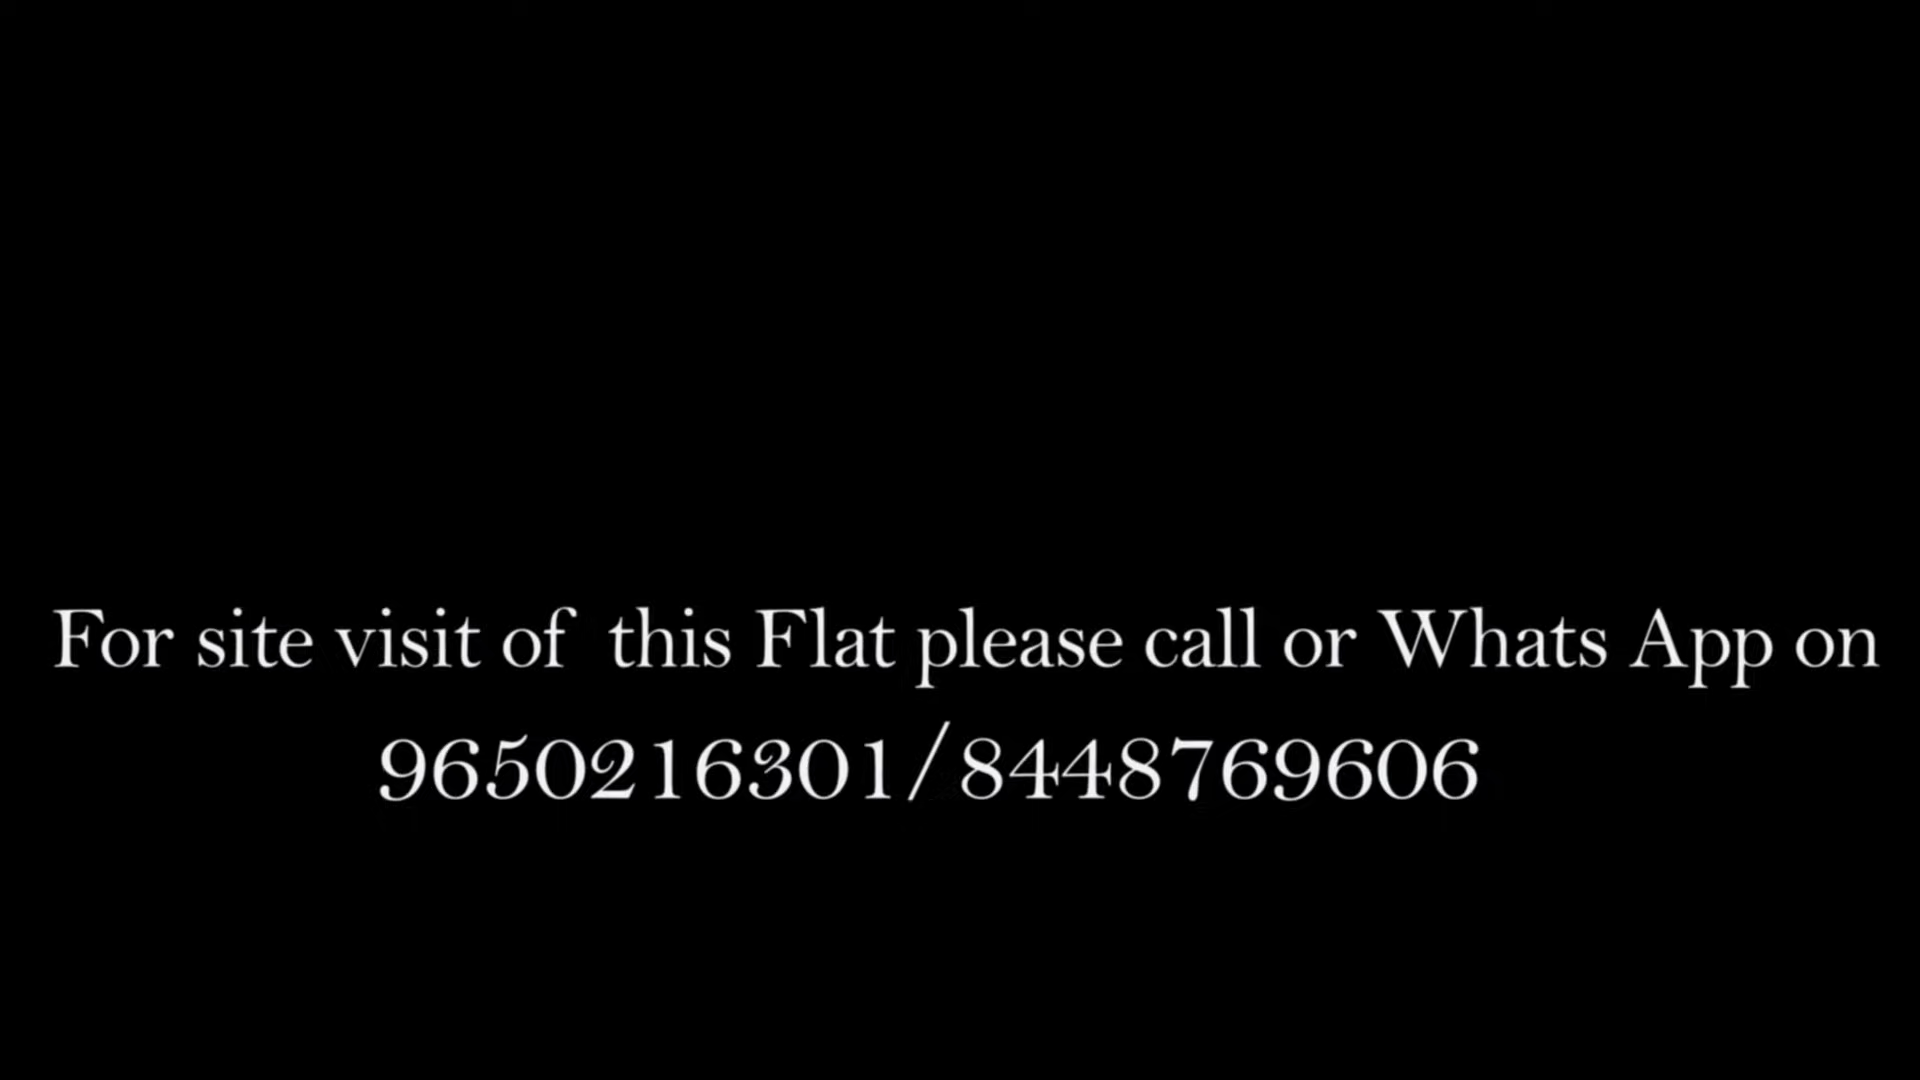 For site visit of  this Flat please call or Whats App on
9650216301/8448769606